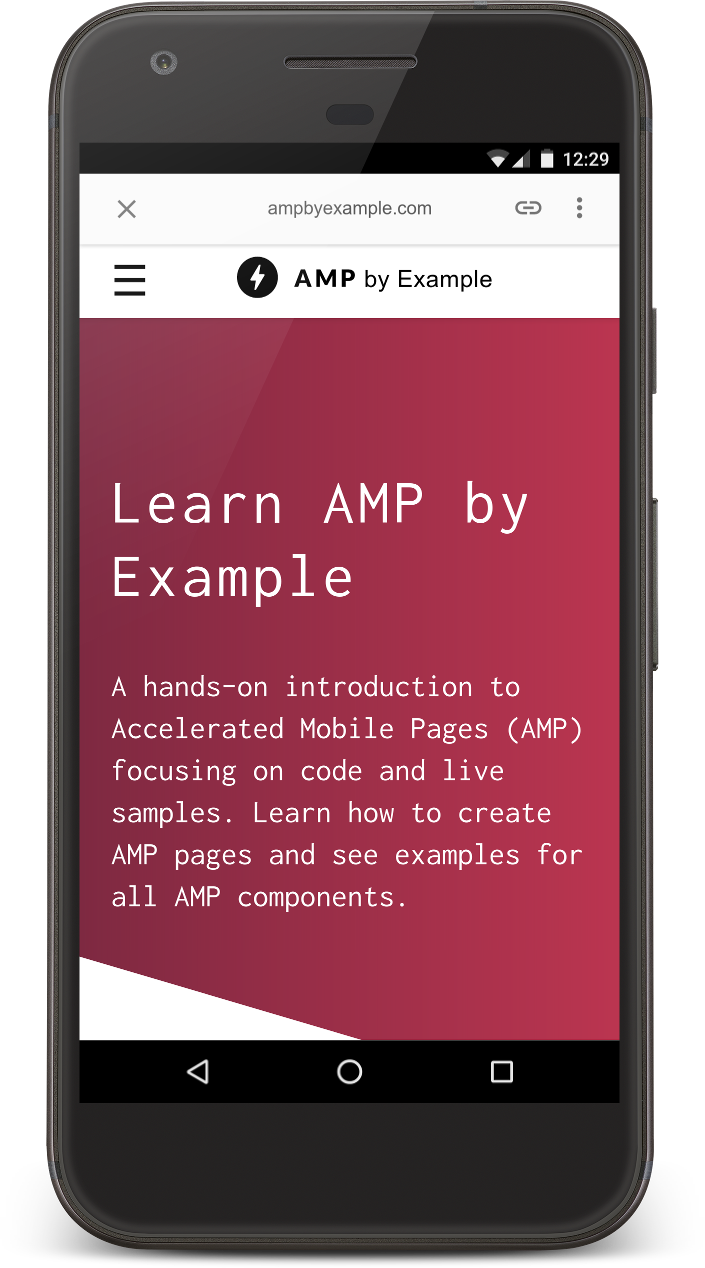 12:29
ampbyexample.com
AMP by Example
Learn AMP by
Example
A hands-on introduction to
Accelerated Mobile Pages (AMP)
focusing on code and live
samples. Learn how to create
AMP pages and see examples for
all AMP components.